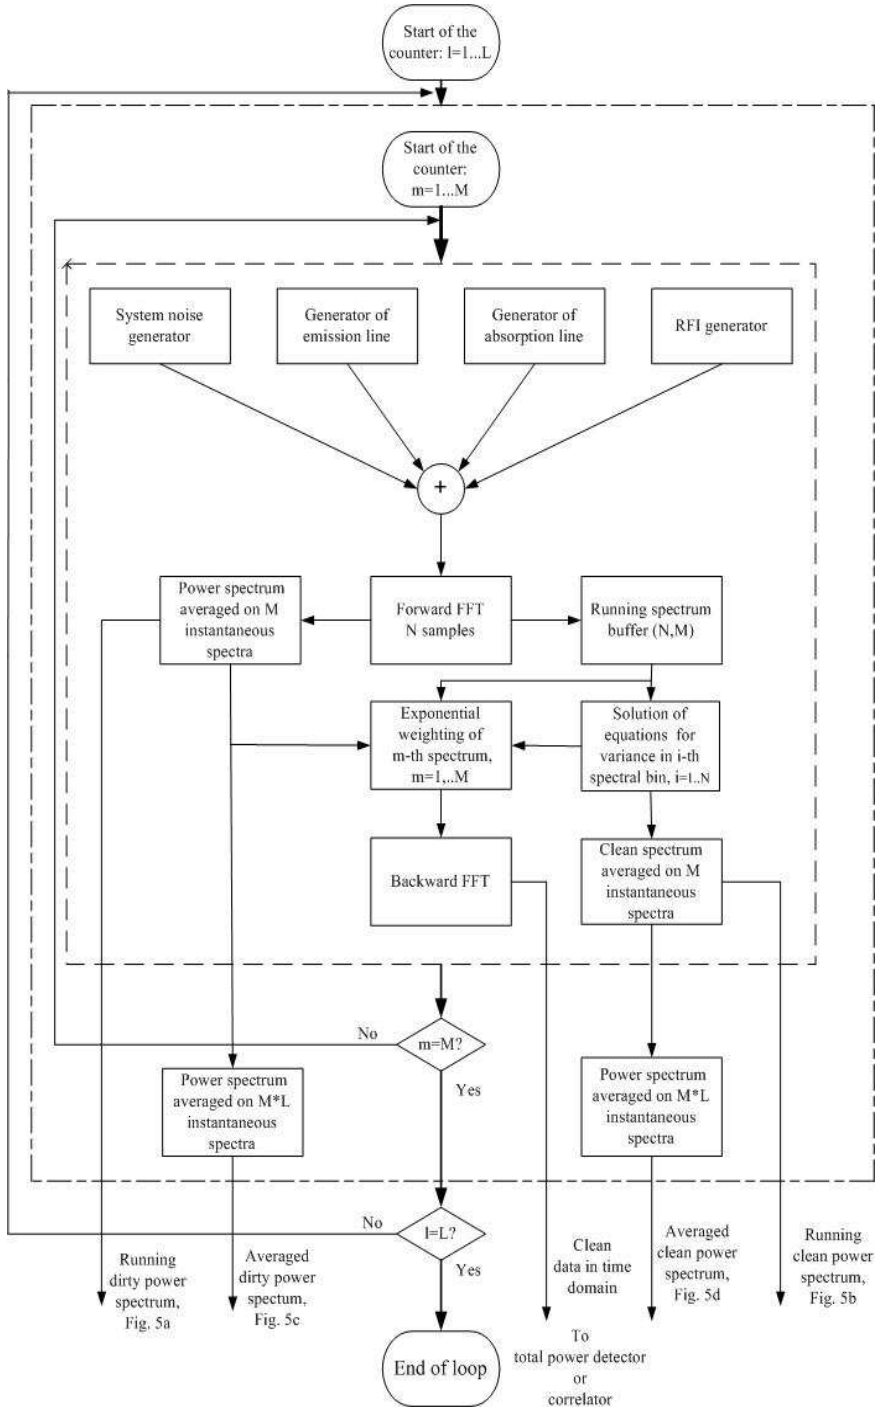 Start of the
counter: l=1...L
Start of the
counter:
m=1...M
System noise
generator
Generator of
emission line
Generator of
absorption line
RFI generator
+
Power spectrum
averaged on M
instantaneous
spectra
Forward FFT
N samples
Running spectrum
buffer (N,M)
Exponential
weighting of
m-th spectrum,
m=1,..M
Solution of
equations for
variance in i-th
spectral bin, i=1..N
Backward FFT
Clean spectrum
averaged on M
instantaneous
spectra
No
m=M?
Yes
Power spectrum
averaged on M*L
instantaneous
spectra
Power spectrum
averaged on M*L
instantaneous
spectra
No
l=L?
Yes
Running
dirty power
spectrum,
Fig. 5a
Averaged
dirty power
spectum,
Fig. 5c
Clean
data in time
domain
Averaged
clean power
spectrum,
Fig. 5d
Running
clean power
spectrum,
Fig. 5b
End of loop
To
total power detector
or
correlator